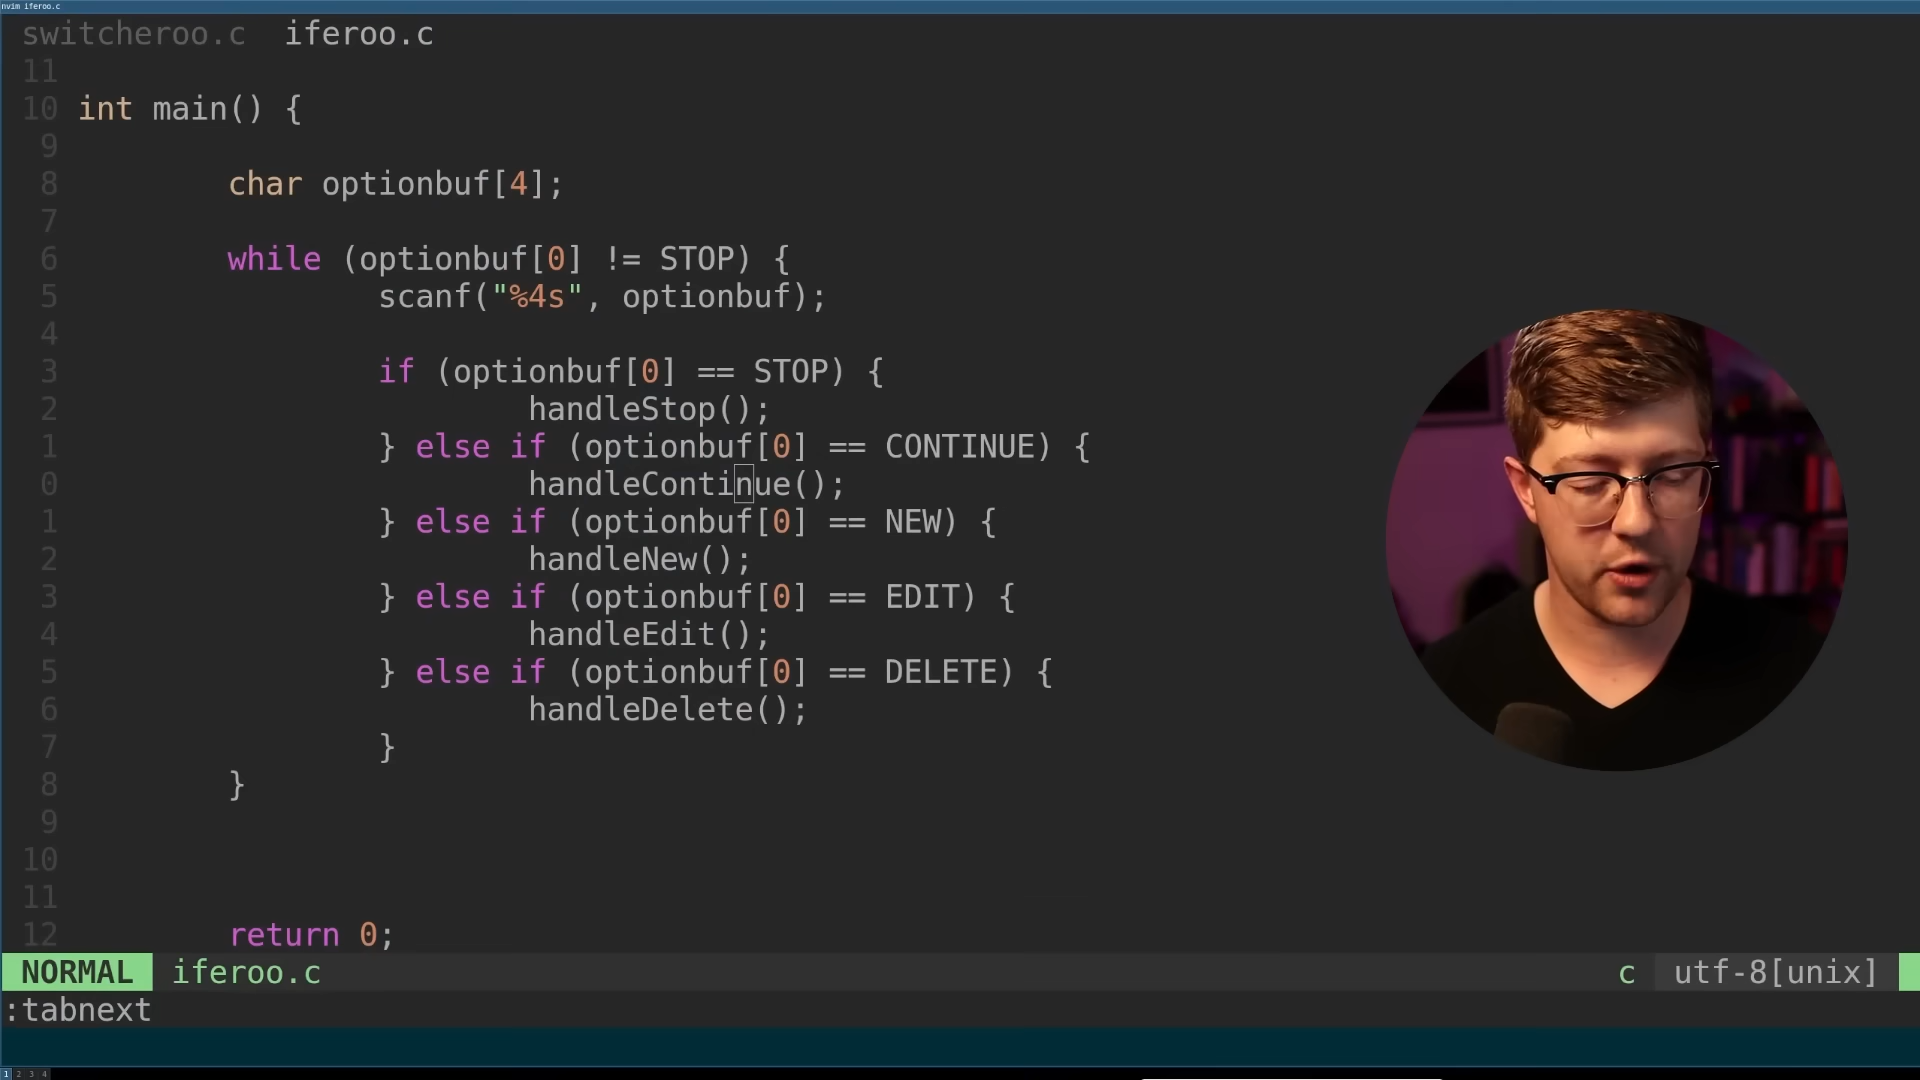 nvim iferoo.c
switcheroo.c iferoo.c
11
10 int main() {
9
8 char optionbuf[4];
7
6 while (optionbuf[0] != STOP) {
5 scanf("%4s", optionbuf);
4
3 if (optionbuf[0] == STOP) {
2 handleStop();
1 } else if (optionbuf[0] == CONTINUE) {
0 handleContinue();
1 } else if (optionbuf[0] == NEW) {
2 handleNew();
3 } else if (optionbuf[0] == EDIT) {
4 handleEdit();
5 } else if (optionbuf[0] == DELETE) {
6 handleDelete();
7 }
8 }
9
10
11
12 return 0;
NORMAL iferoo.c c utf-8[unix]
:tabnext
1 2 3 4